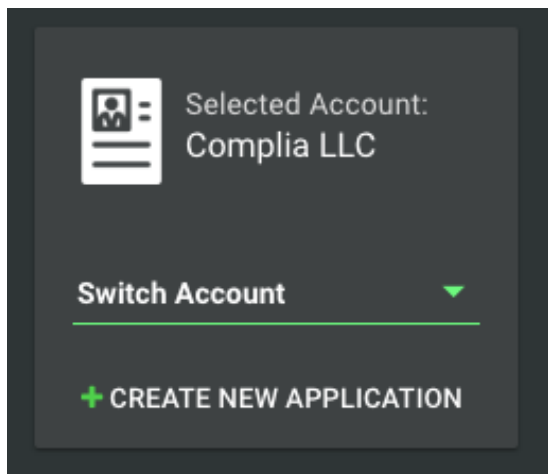 Selected Account:
Complia LLC
Switch Account
+ CREATE NEW APPLICATION